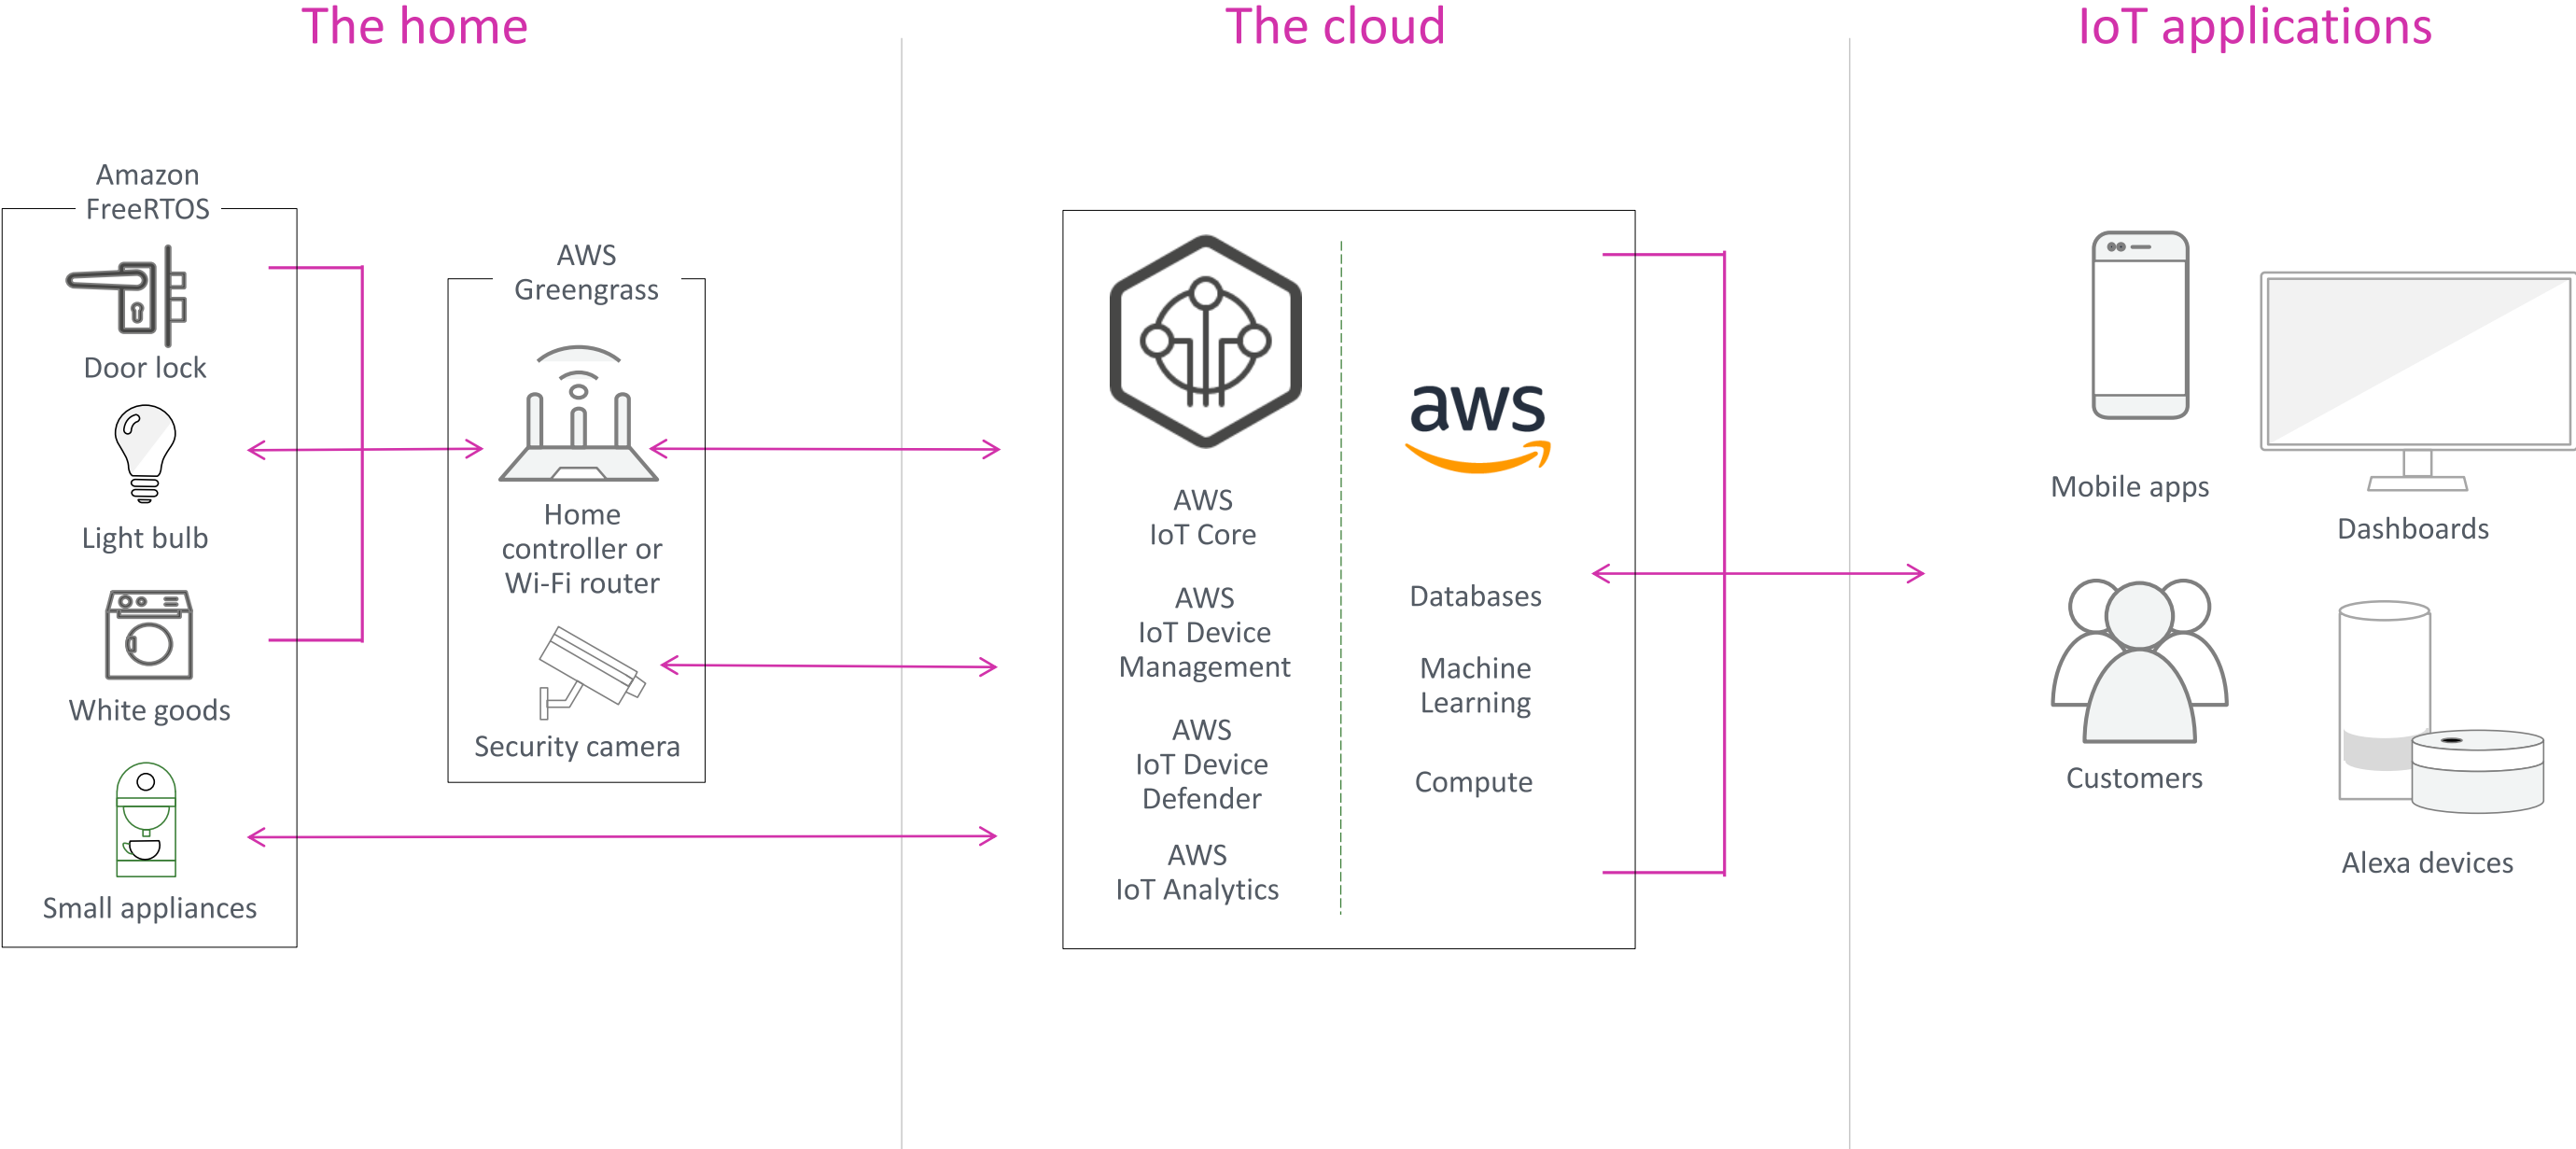 The home
The cloud
IoT applications
Amazon
FreeRTOS
Door lock
Light bulb
White goods
Small appliances
AWS
Greengrass
Home
controller or
Wi-Fi router
Security camera
AWS
IoT Core
AWS
IoT Device
Management
AWS
IoT Device
Defender
AWS
IoT Analytics
aws
Databases
Machine
Learning
Compute
Mobile apps
Dashboards
Customers
Alexa devices